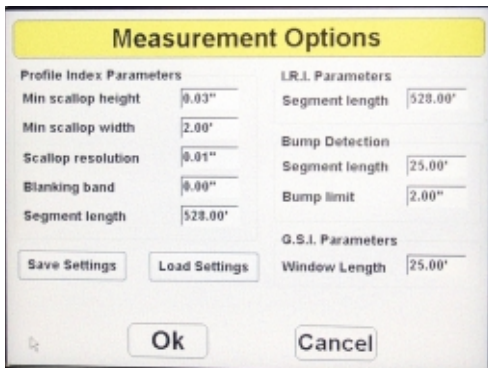 Measurement Options
Profile Index Parameters
Min scallop height 0.03"
Min scallop width 2.00'
Scallop resolution 0.01"
Blanking band 0.00"
Segment length 528.00'
Save Settings Load Settings
I.R.I. Parameters
Segment length 528.00'
Bump Detection
Segment length 25.00'
Bump limit 2.00"
G.S.I. Parameters
Window Length 25.00'
Ok Cancel